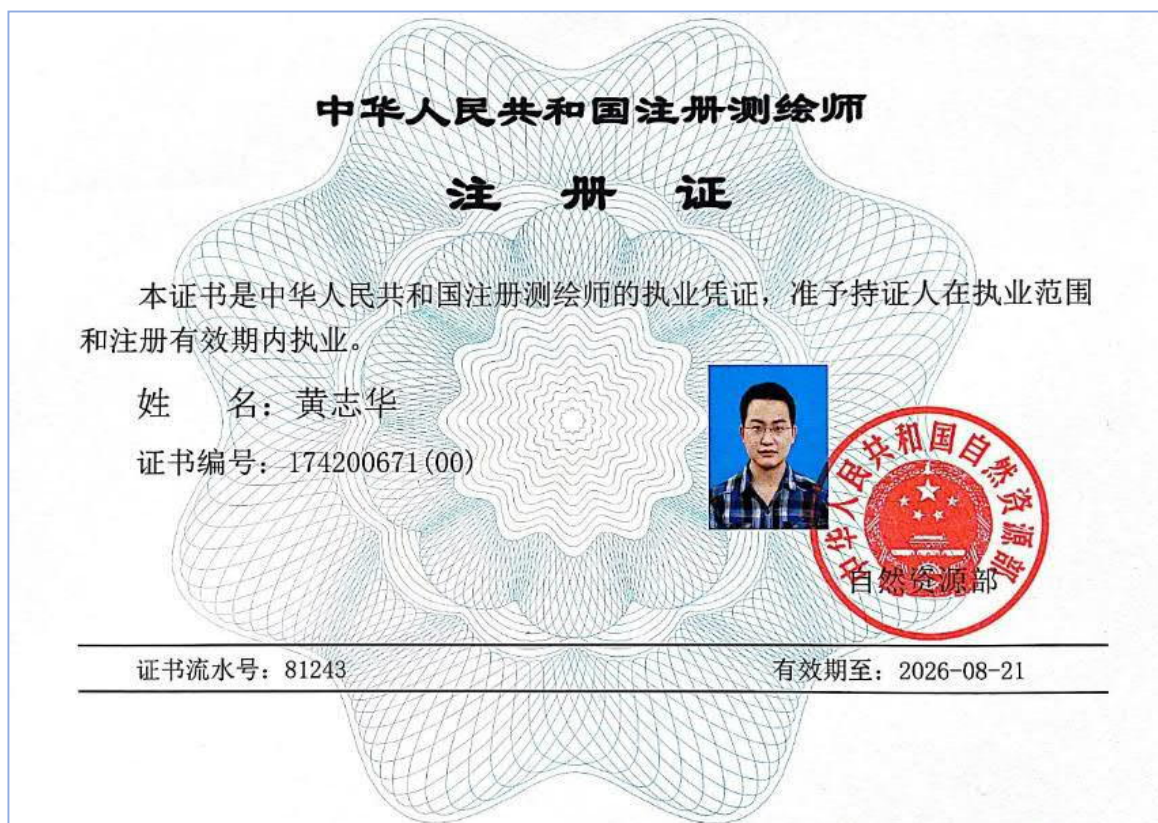 中华人民共和国注册测绘师
注 册 证
本证书是中华人民共和国注册测绘师的执业凭证，准予持证人在执业范围
和注册有效期内执业。
姓 名：黄志华
证书编号：174200671(00)
中华人民共和国自然资源部
自然资源部
证书流水号：81243
有效期至：2026-08-21